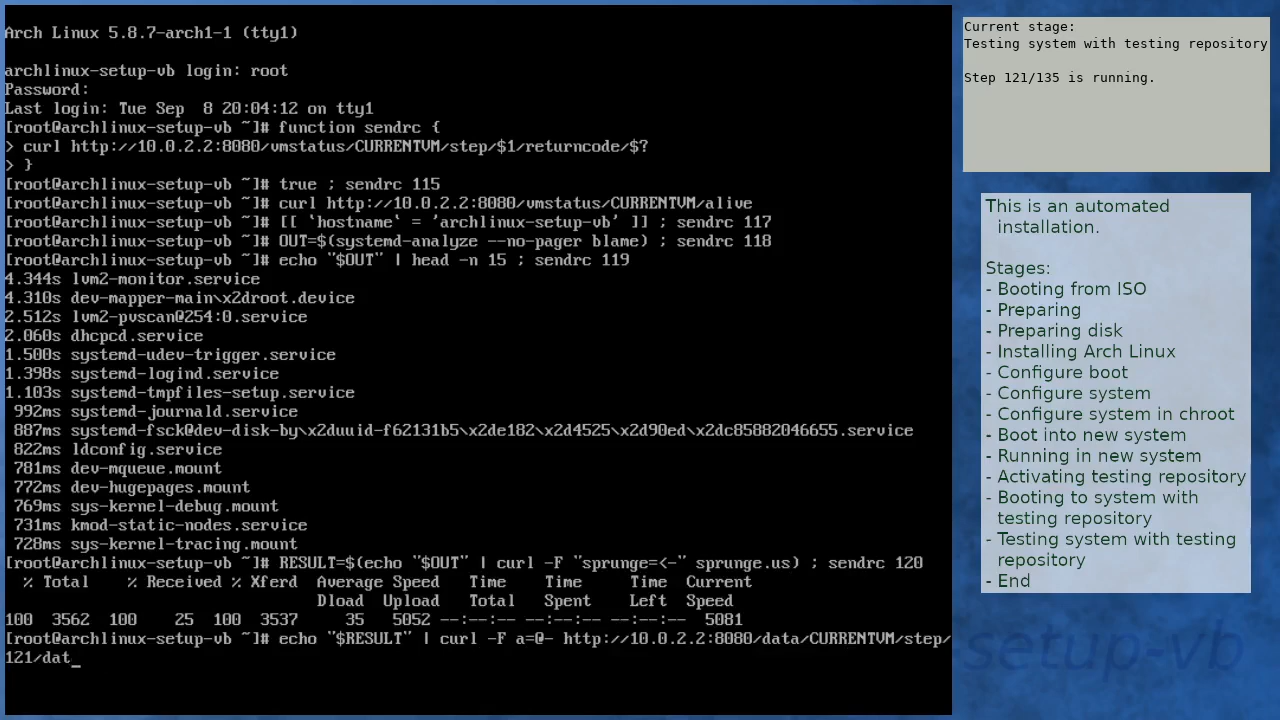 Arch Linux 5.8.7-arch1-1 (tty1)
archlinux-setup-vb login: root
Password:
Last login: Tue Sep  8 20:04:12 on tty1
[root@archlinux-setup-vb ~]# function sendrc {
> curl http://10.0.2.2:8080/vmstatus/CURRENTVM/step/$1/returncode/$?
> }
[root@archlinux-setup-vb ~]# true ; sendrc 115
[root@archlinux-setup-vb ~]# curl http://10.0.2.2:8080/vmstatus/CURRENTVM/alive
[root@archlinux-setup-vb ~]# [[ `hostname` = 'archlinux-setup-vb' ]] ; sendrc 117
[root@archlinux-setup-vb ~]# OUT=$(systemd-analyze --no-pager blame) ; sendrc 118
[root@archlinux-setup-vb ~]# echo "$OUT" | head -n 15 ; sendrc 119
4.344s lvm2-monitor.service
4.310s dev-mapper-main\x2droot.device
2.512s lvm2-pvscan@254:0.service
2.060s dhcpcd.service
1.500s systemd-udev-trigger.service
1.398s systemd-logind.service
1.103s systemd-tmpfiles-setup.service
 992ms systemd-journald.service
 887ms systemd-fsck@dev-disk-by\x2duuid-f62131b5\x2de182\x2d4525\x2d90ed\x2dc85882046655.service
 822ms ldconfig.service
 781ms dev-mqueue.mount
 772ms dev-hugepages.mount
 769ms sys-kernel-debug.mount
 731ms kmod-static-nodes.service
 728ms sys-kernel-tracing.mount
[root@archlinux-setup-vb ~]# RESULT=$(echo "$OUT" | curl -F "sprunge=<-" sprunge.us) ; sendrc 120
  % Total    % Received % Xferd  Average Speed   Time    Time     Time  Current
                                 Dload  Upload   Total   Spent    Left  Speed
100  3562  100    25  100  3537     35   5052 --:--:-- --:--:-- --:--:--  5081
[root@archlinux-setup-vb ~]# echo "$RESULT" | curl -F a=@- http://10.0.2.2:8080/data/CURRENTVM/step/
121/dat_
Current stage:
Testing system with testing repository
Step 121/135 is running.
This is an automated
installation.
Stages:
- Booting from ISO
- Preparing
- Preparing disk
- Installing Arch Linux
- Configure boot
- Configure system
- Configure system in chroot
- Boot into new system
- Running in new system
- Activating testing repository
- Booting to system with
testing repository
- Testing system with testing
repository
- End
setup-vb